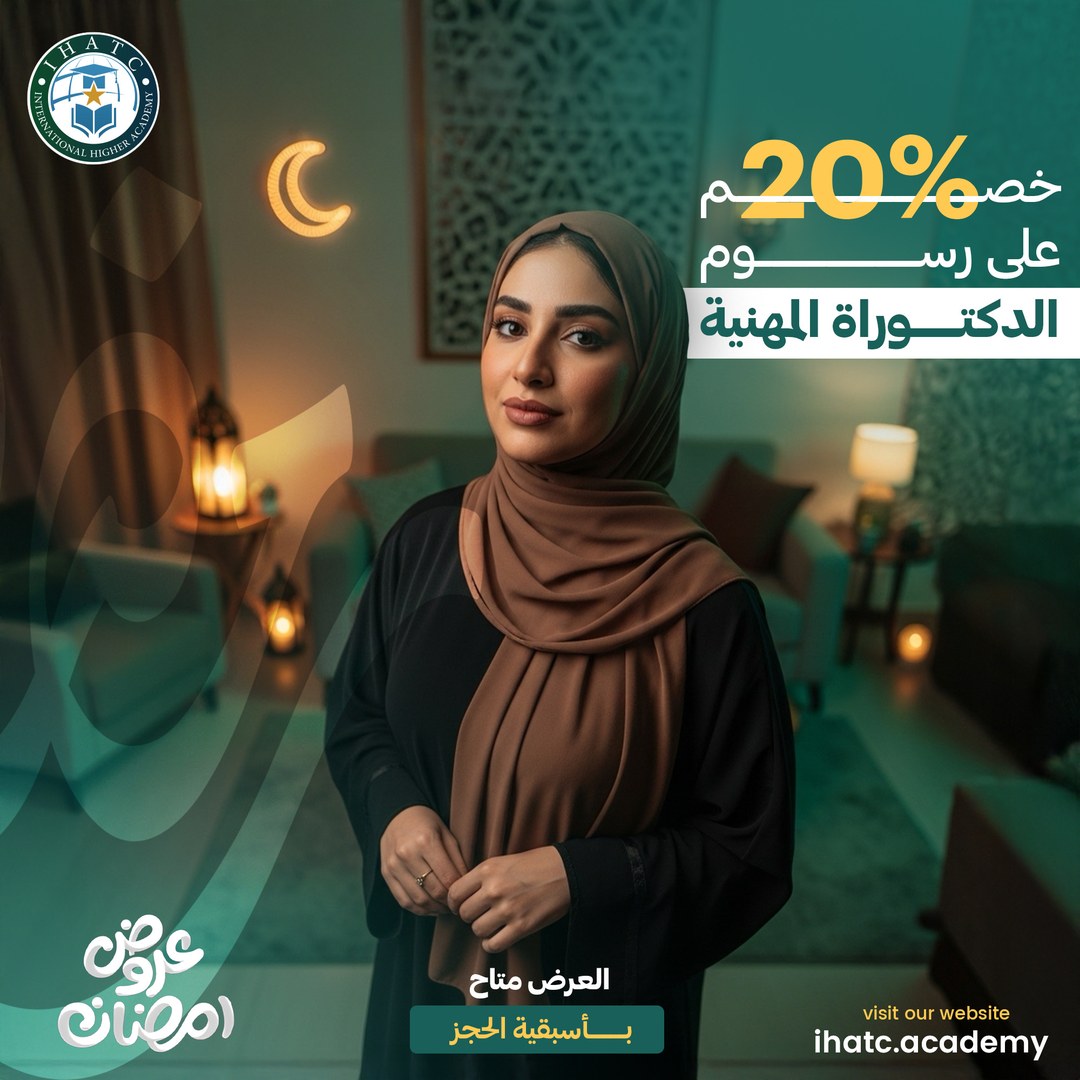 IHATC
INTERNATIONAL HIGHER ACADEMY
خصم 20%
على رسوم
الدكتوراة المهنية
عروض
رمضان
العرض متاح
بأسبقية الحجز
visit our website
ihatc.academy